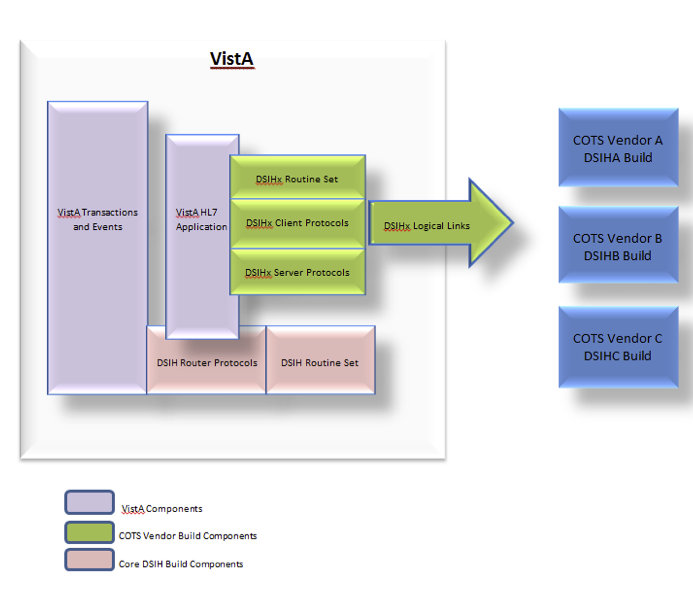 VistA
VistA Transactions
and Events
VistA HL7
Application
DSIHx Routine Set
DSIHx Client Protocols
DSIHx Server Protocols
DSIHx Logical Links
DSIH Router Protocols
DSIH Routine Set
COTS Vendor A
DSIHA Build
COTS Vendor B
DSIHB Build
COTS Vendor C
DSIHC Build
VistA Components
COTS Vendor Build Components
Core DSIH Build Components